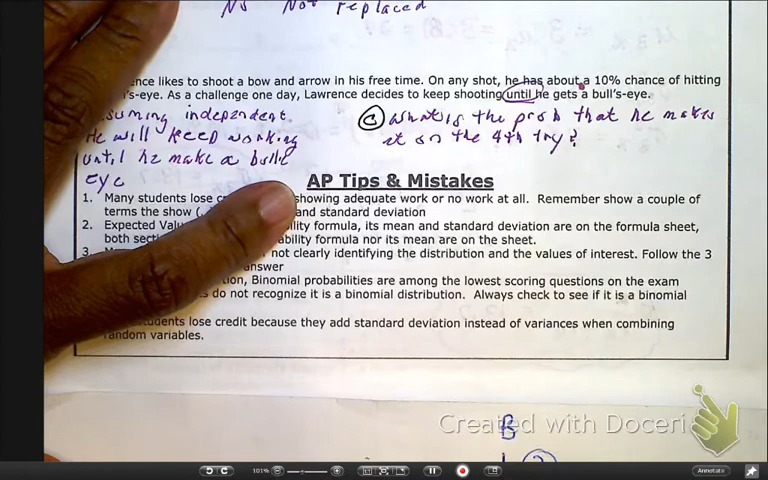 No Not replaced
ence likes to shoot a bow and arrow in his free time. On any shot, he has about a 10% chance of hitting
's-eye. As a challenge one day, Lawrence decides to keep shooting until he gets a bull's-eye.
suming independent.
He will keep working
until he make a bulls
eye
C What is the prob that he makes
it on the 4th try?
AP Tips & Mistakes
1. Many students lose showing adequate work or no work at all. Remember show a couple of
terms the show and standard deviation
2. Expected Valu ility formula, its mean and standard deviation are on the formula sheet,
both sect ability formula nor its mean are on the sheet.
3. not clearly identifying the distribution and the values of interest. Follow the 3
answer
tion, Binomial probabilities are among the lowest scoring questions on the exam
s do not recognize it is a binomial distribution. Always check to see if it is a binomial
students lose credit because they add standard deviation instead of variances when combining
random variables.
B
Created with Doceri
101%
Annotate